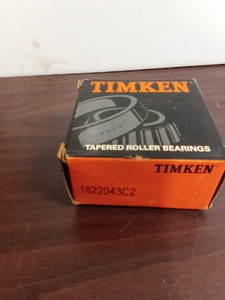 TIMKEN
TAPERED ROLLER BEARINGS
TIMKEN
1822043C2